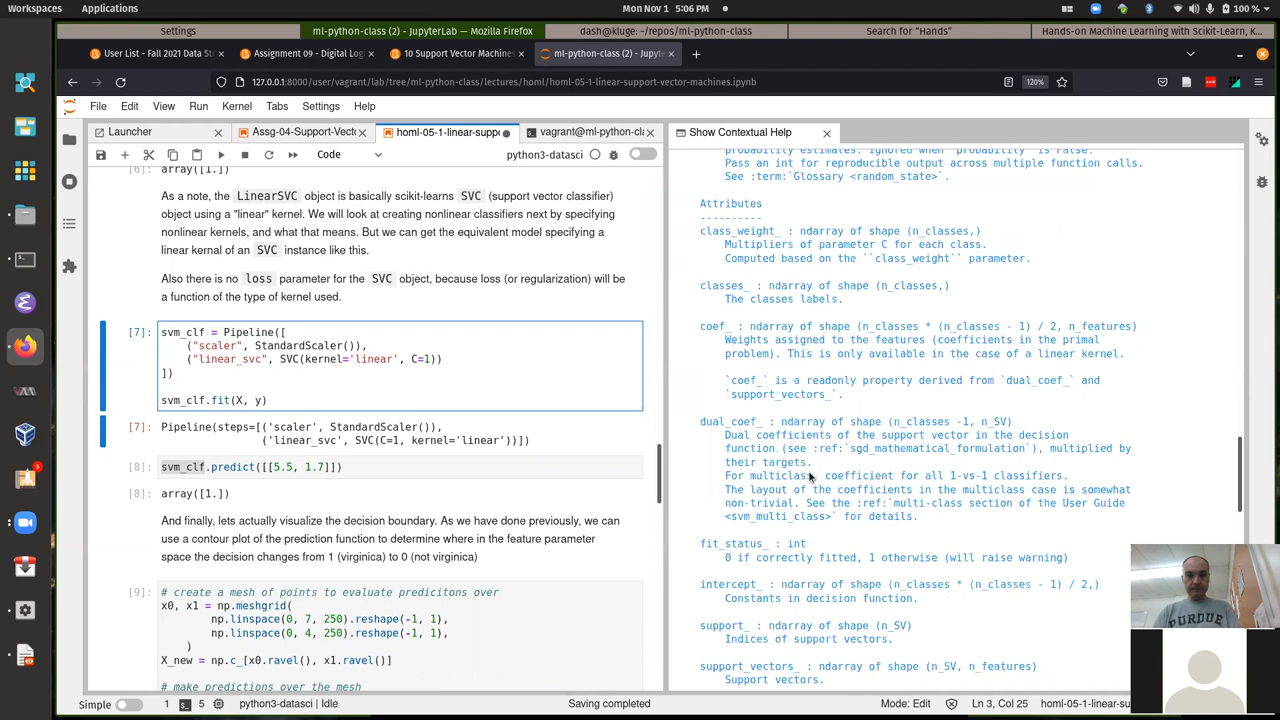 Workspaces Applications Mon Nov 1 5:06 PM 100 %
Settings ml-python-class (2) - JupyterLab — Mozilla Firefox dash@kluge: ~/repos/ml-python-class Search for "Hands" Hands-on Machine Learning with Scikit-Learn, K...
User List - Fall 2021 Data St Assignment 09 - Digital Logi 10 Support Vector Machines ml-python-class (2) - Jupyte
127.0.0.1:8000/user/vagrant/lab/tree/ml-python-class/lectures/homl/homl-05-1-linear-support-vector-machines.ipynb 120%
File Edit View Run Kernel Tabs Settings Help
Launcher Assg-04-Support-Vecto homl-05-1-linear-suppo vagrant@ml-python-cla Show Contextual Help
Code python3-datasci
[6]: array([1.])
As a note, the LinearSVC object is basically scikit-learns SVC (support vector classifier)
object using a "linear" kernel. We will look at creating nonlinear classifiers next by specifying
nonlinear kernels, and what that means. But we can get the equivalent model specifying a
linear kernal of an SVC instance like this.
Also there is no loss parameter for the SVC object, because loss (or regularization) will be
a function of the type of kernel used.
[7]: svm_clf = Pipeline([
("scaler", StandardScaler()),
("linear_svc", SVC(kernel='linear', C=1))
])
svm_clf.fit(X, y)
[7]: Pipeline(steps=[('scaler', StandardScaler()),
('linear_svc', SVC(C=1, kernel='linear'))])
[8]: svm_clf.predict([[5.5, 1.7]])
[8]: array([1.])
And finally, lets actually visualize the decision boundary. As we have done previously, we can
use a contour plot of the prediction function to determine where in the feature parameter
space the decision changes from 1 (virginica) to 0 (not virginica)
[9]: # create a mesh of points to evaluate predicitons over
x0, x1 = np.meshgrid(
np.linspace(0, 7, 250).reshape(-1, 1),
np.linspace(0, 4, 250).reshape(-1, 1),
)
X_new = np.c_[x0.ravel(), x1.ravel()]
# make predictions over the mesh
probability estimates. Ignored when `probability` is False.
Pass an int for reproducible output across multiple function calls.
See :term:`Glossary <random_state>`.
Attributes
----------
class_weight_ : ndarray of shape (n_classes,)
Multipliers of parameter C for each class.
Computed based on the ``class_weight`` parameter.
classes_ : ndarray of shape (n_classes,)
The classes labels.
coef_ : ndarray of shape (n_classes * (n_classes - 1) / 2, n_features)
Weights assigned to the features (coefficients in the primal
problem). This is only available in the case of a linear kernel.
`coef_` is a readonly property derived from `dual_coef_` and
`support_vectors_`.
dual_coef_ : ndarray of shape (n_classes -1, n_SV)
Dual coefficients of the support vector in the decision
function (see :ref:`sgd_mathematical_formulation`), multiplied by
their targets.
For multiclass, coefficient for all 1-vs-1 classifiers.
The layout of the coefficients in the multiclass case is somewhat
non-trivial. See the :ref:`multi-class section of the User Guide
<svm_multi_class>` for details.
fit_status_ : int
0 if correctly fitted, 1 otherwise (will raise warning)
intercept_ : ndarray of shape (n_classes * (n_classes - 1) / 2,)
Constants in decision function.
support_ : ndarray of shape (n_SV)
Indices of support vectors.
support_vectors_ : ndarray of shape (n_SV, n_features)
Support vectors.
PURDUE
Simple 1 5 python3-datasci | Idle Saving completed Mode: Edit Ln 3, Col 25 homl-05-1-linear-su